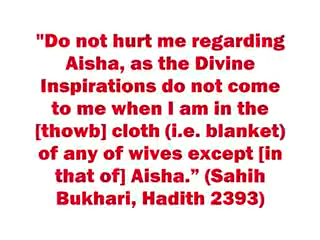 "Do not hurt me regarding
Aisha, as the Divine
Inspirations do not come
to me when I am in the
[thowb] cloth (i.e. blanket)
of any of wives except [in
that of] Aisha.” (Sahih
Bukhari, Hadith 2393)